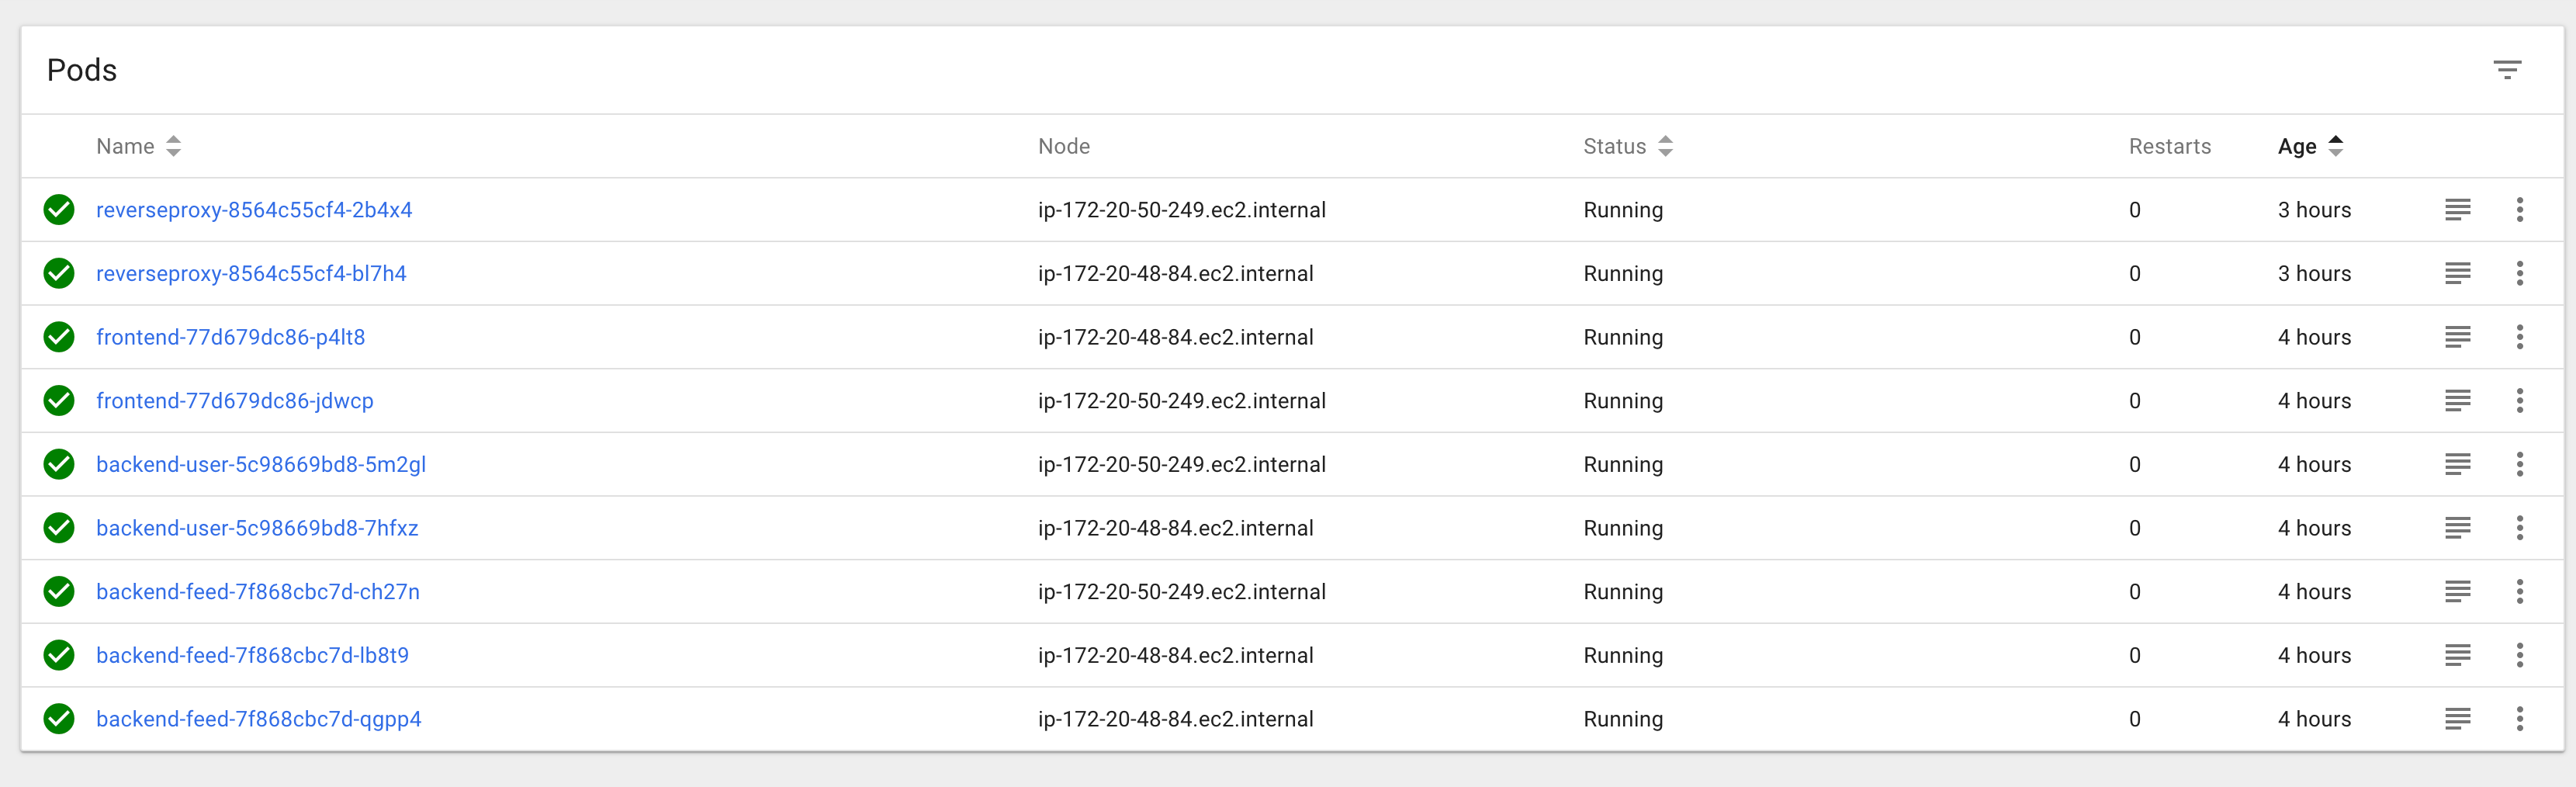 Pods
Name Node Status Restarts Age
reverseproxy-8564c55cf4-2b4x4 ip-172-20-50-249.ec2.internal Running 0 3 hours
reverseproxy-8564c55cf4-bl7h4 ip-172-20-48-84.ec2.internal Running 0 3 hours
frontend-77d679dc86-p4lt8 ip-172-20-48-84.ec2.internal Running 0 4 hours
frontend-77d679dc86-jdwcp ip-172-20-50-249.ec2.internal Running 0 4 hours
backend-user-5c98669bd8-5m2gl ip-172-20-50-249.ec2.internal Running 0 4 hours
backend-user-5c98669bd8-7hfxz ip-172-20-48-84.ec2.internal Running 0 4 hours
backend-feed-7f868cbc7d-ch27n ip-172-20-50-249.ec2.internal Running 0 4 hours
backend-feed-7f868cbc7d-lb8t9 ip-172-20-48-84.ec2.internal Running 0 4 hours
backend-feed-7f868cbc7d-qgpp4 ip-172-20-48-84.ec2.internal Running 0 4 hours